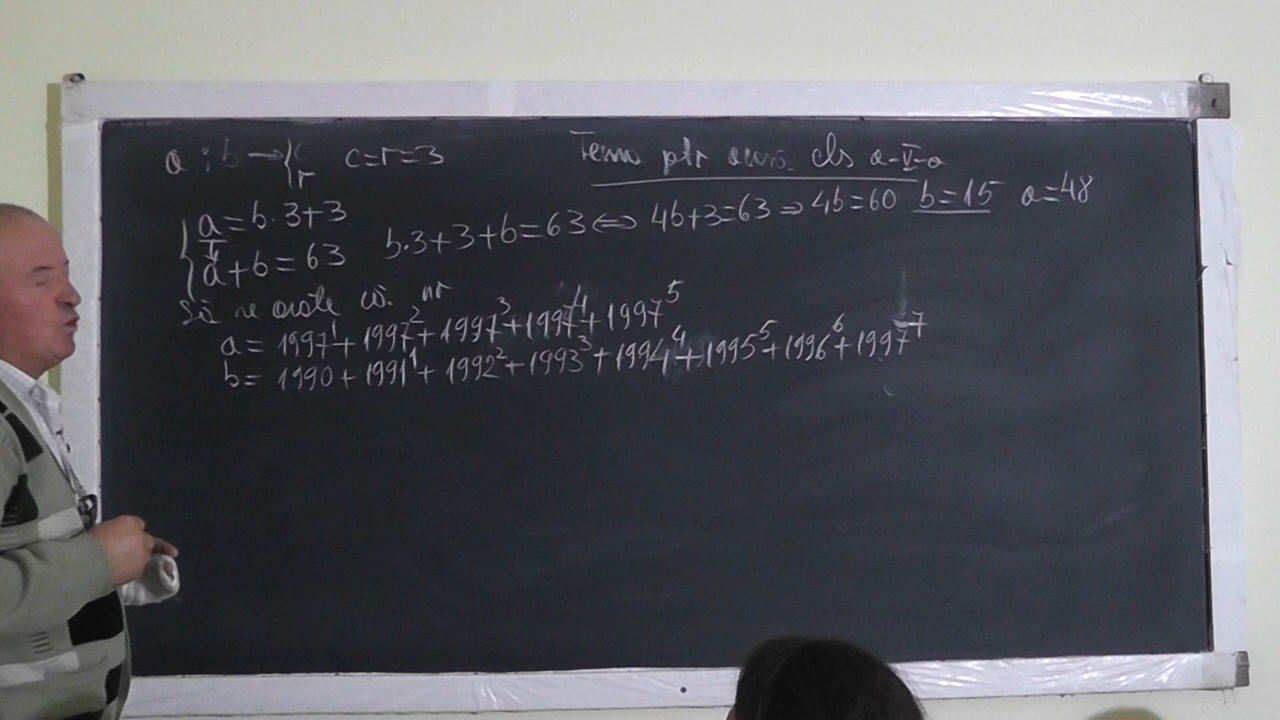 a : b → { c r c=r=3
Tema ptr acasă cls a-V-a
{ a=b·3+3
a+b=63 b·3+3+b=63 ⇔ 4b+3=63 ⇒ 4b=60 b=15 a=48
Să se arate că nr
a= 1997¹+1997²+1997³+1997⁴+1997⁵
b= 1990+1991¹+1992²+1993³+1994⁴+1995⁵+1996⁶+1997⁷